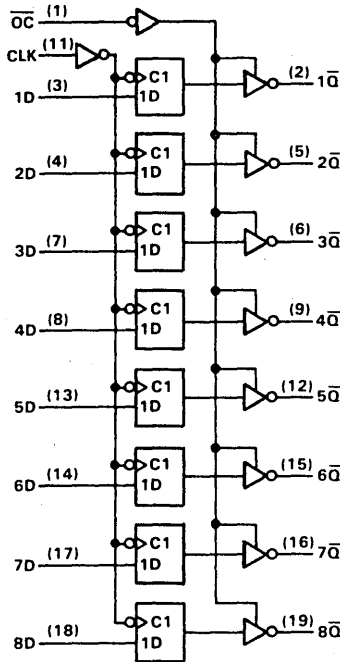 O̅C̅ (1)
CLK (11)
1D (3) C1 1D (2) 1Q̅
2D (4) C1 1D (5) 2Q̅
3D (7) C1 1D (6) 3Q̅
4D (8) C1 1D (9) 4Q̅
5D (13) C1 1D (12) 5Q̅
6D (14) C1 1D (15) 6Q̅
7D (17) C1 1D (16) 7Q̅
8D (18) C1 1D (19) 8Q̅